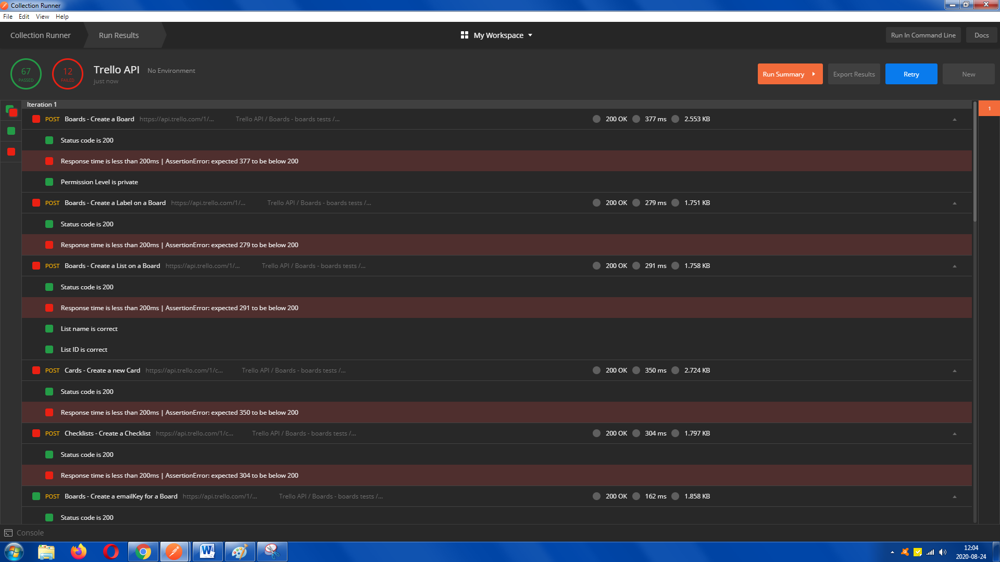 Collection Runner
File Edit View Help
Collection Runner Run Results My Workspace Run In Command Line Docs
67 PASSED 12 FAILED Trello API No Environment
just now
Run Summary Export Results Retry New
Iteration 1
1
POST Boards - Create a Board https://api.trello.com/1/... Trello API / Boards - boards tests /... 200 OK 377 ms 2.553 KB
Status code is 200
Response time is less than 200ms | AssertionError: expected 377 to be below 200
Permission Level is private
POST Boards - Create a Label on a Board https://api.trello.com/1/... Trello API / Boards - boards tests /... 200 OK 279 ms 1.751 KB
Status code is 200
Response time is less than 200ms | AssertionError: expected 279 to be below 200
POST Boards - Create a List on a Board https://api.trello.com/1/... Trello API / Boards - boards tests /... 200 OK 291 ms 1.758 KB
Status code is 200
Response time is less than 200ms | AssertionError: expected 291 to be below 200
List name is correct
List ID is correct
POST Cards - Create a new Card https://api.trello.com/1/c... Trello API / Boards - boards tests /... 200 OK 350 ms 2.724 KB
Status code is 200
Response time is less than 200ms | AssertionError: expected 350 to be below 200
POST Checklists - Create a Checklist https://api.trello.com/1/c... Trello API / Boards - boards tests /... 200 OK 304 ms 1.797 KB
Status code is 200
Response time is less than 200ms | AssertionError: expected 304 to be below 200
POST Boards - Create a emailKey for a Board https://api.trello.com/1/... Trello API / Boards - boards tests /... 200 OK 162 ms 1.858 KB
Status code is 200
Console
12:04
2020-08-24